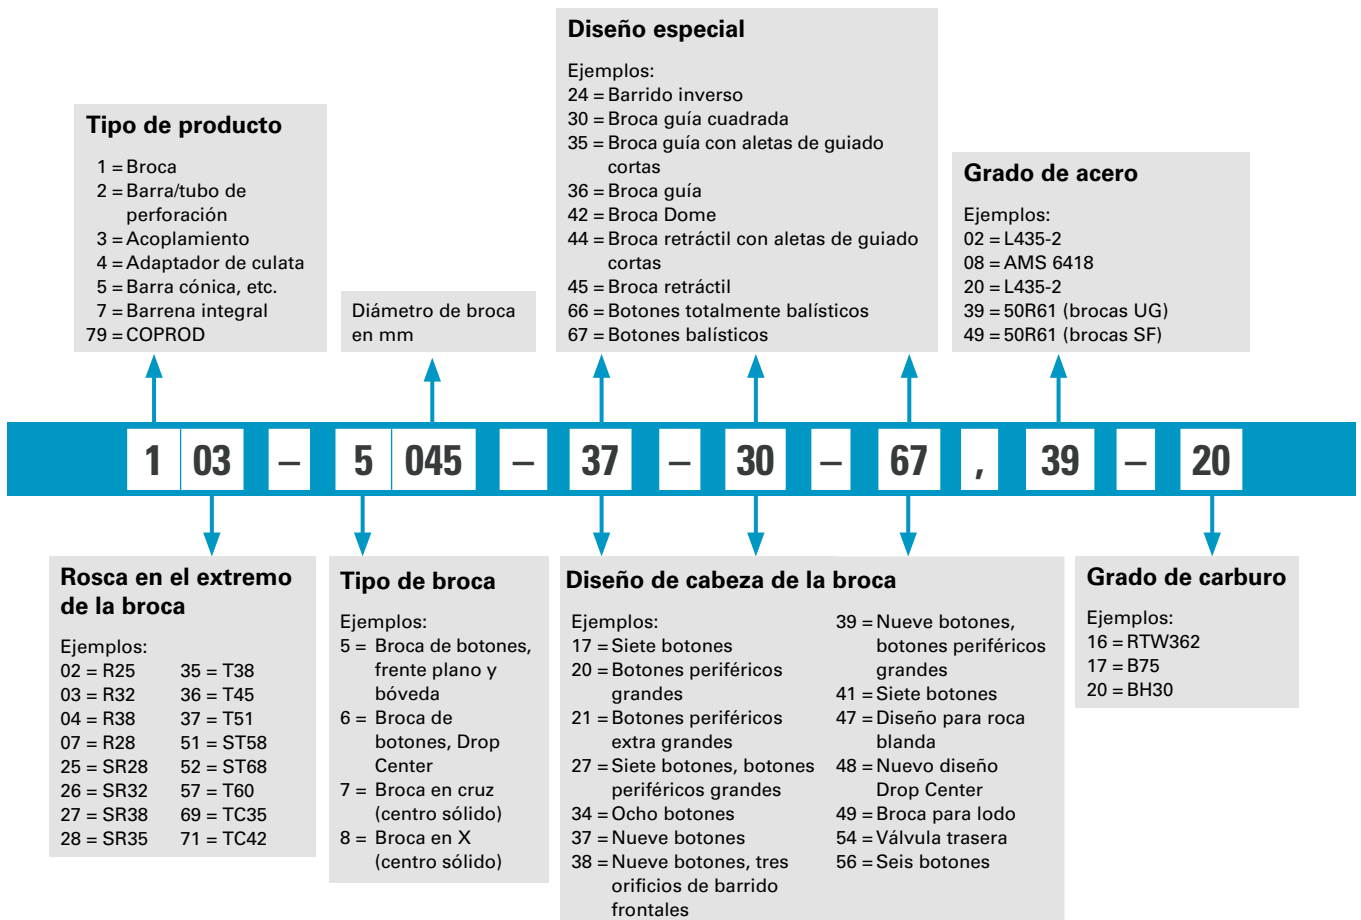 Diseño especial
Ejemplos:
24 = Barrido inverso
30 = Broca guía cuadrada
35 = Broca guía con aletas de guiado
cortas
36 = Broca guía
42 = Broca Dome
44 = Broca retráctil con aletas de guiado
cortas
45 = Broca retráctil
66 = Botones totalmente balísticos
67 = Botones balísticos
Tipo de producto
1 = Broca
2 = Barra/tubo de
perforación
3 = Acoplamiento
4 = Adaptador de culata
5 = Barra cónica, etc.
7 = Barrena integral
79 = COPROD
Diámetro de broca
en mm
Grado de acero
Ejemplos:
02 = L435-2
08 = AMS 6418
20 = L435-2
39 = 50R61 (brocas UG)
49 = 50R61 (brocas SF)
1 03 – 5 045 – 37 – 30 – 67 , 39 – 20
Rosca en el extremo
de la broca
Ejemplos:
02 = R25
03 = R32
04 = R38
07 = R28
25 = SR28
26 = SR32
27 = SR38
28 = SR35
35 = T38
36 = T45
37 = T51
51 = ST58
52 = ST68
57 = T60
69 = TC35
71 = TC42
Tipo de broca
Ejemplos:
5 = Broca de botones,
frente plano y
bóveda
6 = Broca de
botones, Drop
Center
7 = Broca en cruz
(centro sólido)
8 = Broca en X
(centro sólido)
Diseño de cabeza de la broca
Ejemplos:
17 = Siete botones
20 = Botones periféricos
grandes
21 = Botones periféricos
extra grandes
27 = Siete botones, botones
periféricos grandes
34 = Ocho botones
37 = Nueve botones
38 = Nueve botones, tres
orificios de barrido
frontales
39 = Nueve botones,
botones periféricos
grandes
41 = Siete botones
47 = Diseño para roca
blanda
48 = Nuevo diseño
Drop Center
49 = Broca para lodo
54 = Válvula trasera
56 = Seis botones
Grado de carburo
Ejemplos:
16 = RTW362
17 = B75
20 = BH30